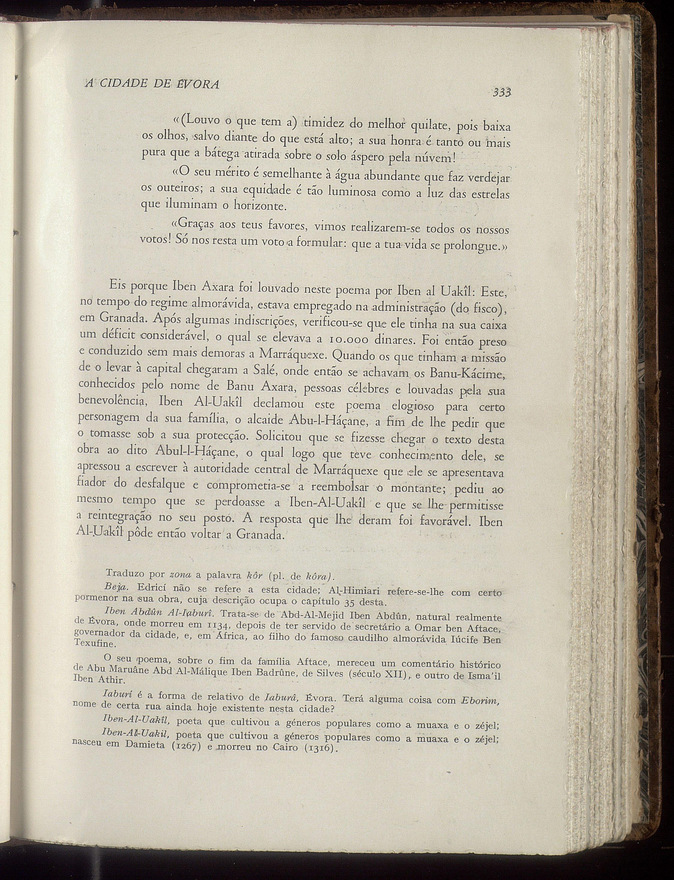 A CIDADE DE ÉVORA
333
«(Louvo o que tem a) timidez do melhor quilate, pois baixa
os olhos, salvo diante do que está alto; a sua honra é tanto ou mais
pura que a bátega atirada sobre o solo áspero pela núvem!
«O seu mérito é semelhante à água abundante que faz verdejar
os outeiros; a sua equidade é tão luminosa como a luz das estrelas
que iluminam o horizonte.
«Graças aos teus favores, vimos realizarem-se todos os nossos
votos! Só nos resta um voto a formular: que a tua vida se prolongue.»
Eis porque Iben Axara foi louvado neste poema por Iben al Uakîl: Este,
no tempo do regime almorávida, estava empregado na administração (do fisco),
em Granada. Após algumas indiscrições, verificou-se que ele tinha na sua caixa
um déficit considerável, o qual se elevava a 10.000 dinares. Foi então preso
e conduzido sem mais demoras a Marráquexe. Quando os que tinham a missão
de o levar à capital chegaram a Salé, onde então se achavam os Banu-Kácime,
conhecidos pelo nome de Banu Axara, pessoas célebres e louvadas pela sua
benevolência, Iben Al-Uakîl declamou este poema elogioso para certo
personagem da sua família, o alcaide Abu-l-Háçane, a fim de lhe pedir que
o tomasse sob a sua protecção. Solicitou que se fizesse chegar o texto desta
obra ao dito Abul-l-Háçane, o qual logo que teve conhecimento dele, se
apressou a escrever à autoridade central de Marráquexe que ele se apresentava
fiador do desfalque e comprometia-se a reembolsar o montante; pediu ao
mesmo tempo que se perdoasse a Iben-Al-Uakîl e que se lhe permitisse
a reintegração no seu posto. A resposta que lhe deram foi favorável. Iben
Al-Uakîl pôde então voltar a Granada.
Traduzo por zona a palavra kôr (pl. de kôra).
Beja. Edricí não se refere a esta cidade; Al-Himiari refere-se-lhe com certo
pormenor na sua obra, cuja descrição ocupa o capítulo 35 desta.
Iben Abdûn Al-Iaburî. Trata-se de Abd-Al-Mejid Iben Abdûn, natural realmente
de Évora, onde morreu em 1134, depois de ter servido de secretário a Omar ben Aftace,
governador da cidade, e, em África, ao filho do famoso caudilho almorávida Iúcife Ben
Texufine.
O seu poema, sobre o fim da família Aftace, mereceu um comentário histórico
de Abu Maruâne Abd Al-Málique Iben Badrûne, de Silves (século XII), e outro de Isma'il
Iben Athir.
Iaburí é a forma de relativo de Iaburâ, Évora. Terá alguma coisa com Eborim,
nome de certa rua ainda hoje existente nesta cidade?
Iben-Al-Uakîl, poeta que cultivou a géneros populares como a muaxa e o zéjel;
Iben-Al-Uakil, poeta que cultivou a géneros populares como a muaxa e o zéjel;
nasceu em Damieta (1267) e morreu no Cairo (1316).